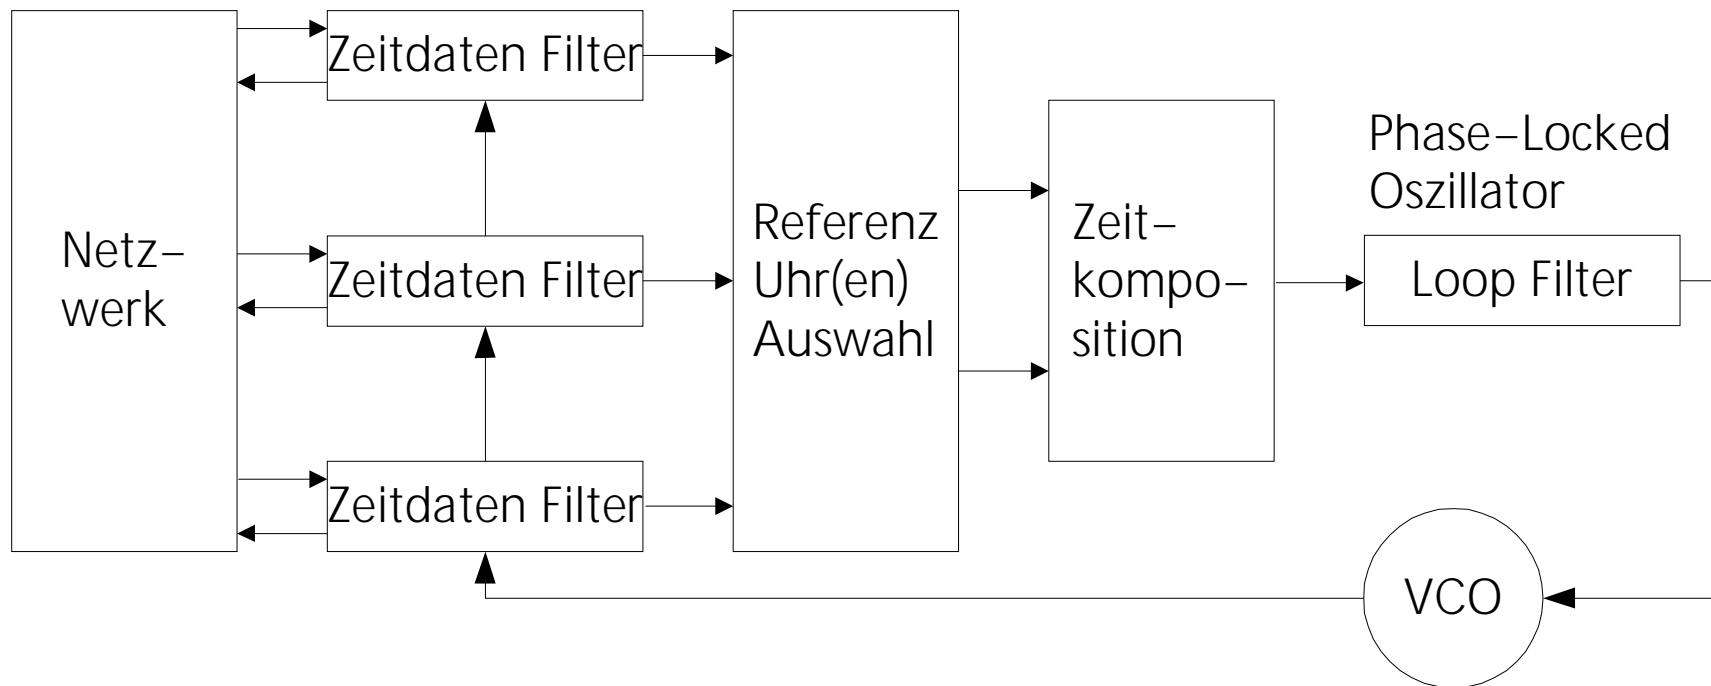 Netz-
werk
Zeitdaten Filter
Zeitdaten Filter
Zeitdaten Filter
Referenz
Uhr(en)
Auswahl
Zeit-
kompo-
sition
Phase-Locked
Oszillator
Loop Filter
VCO